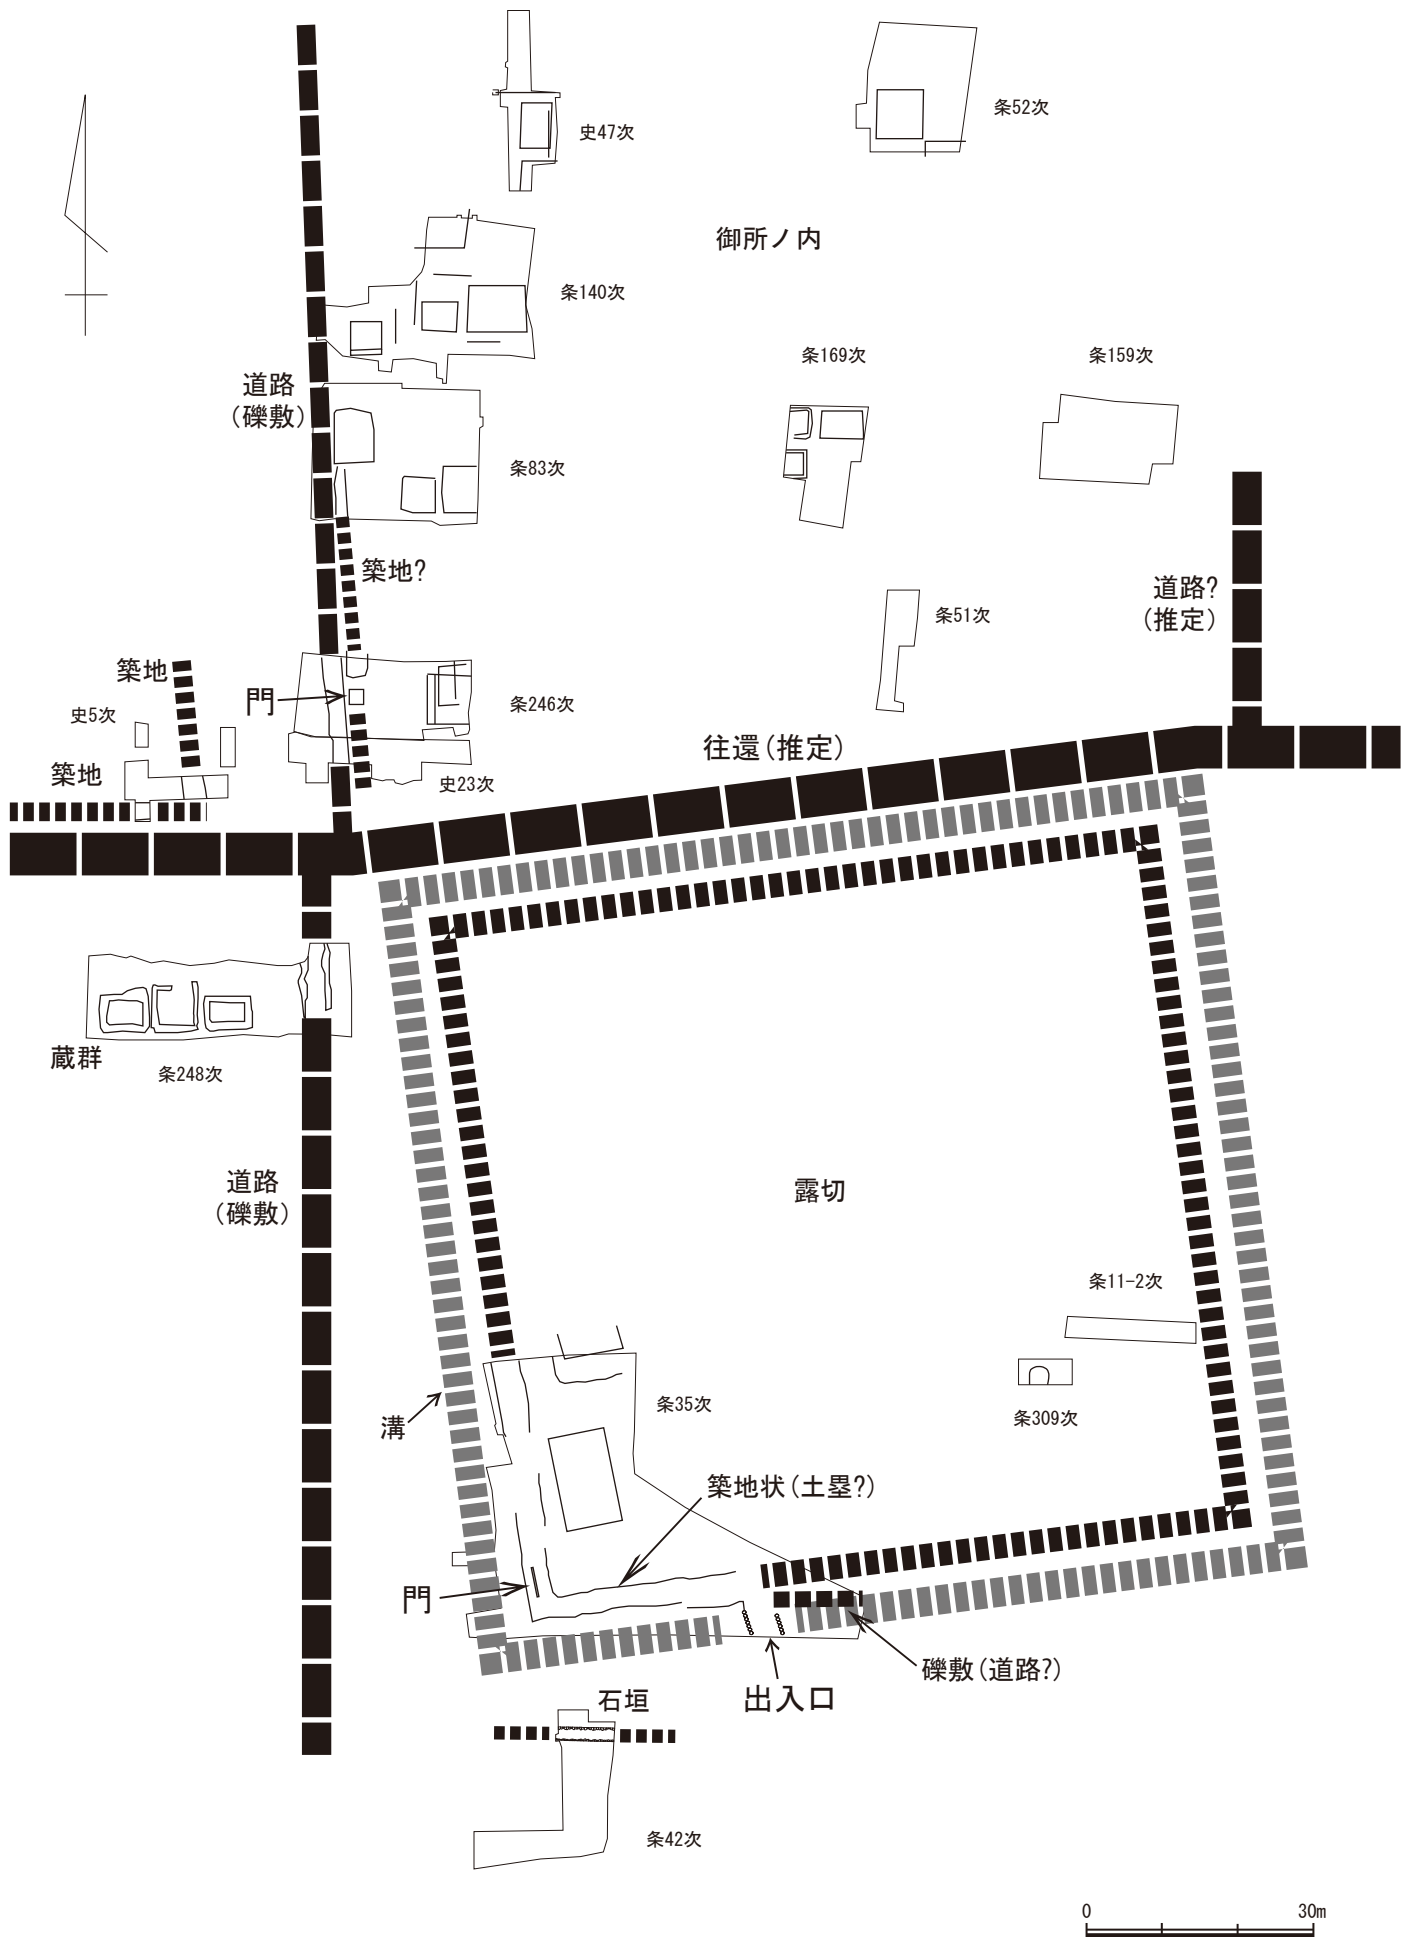 条52次
史47次
御所ノ内
条140次
条169次
条159次
道路
(礫敷)
条83次
築地?
道路?
(推定)
条51次
築地
門
条246次
史5次
往還(推定)
築地
史23次
蔵群
条248次
道路
(礫敷)
露切
条11-2次
条35次
条309次
溝
築地状(土塁?)
門
礫敷(道路?)
石垣
出入口
条42次
0
30m